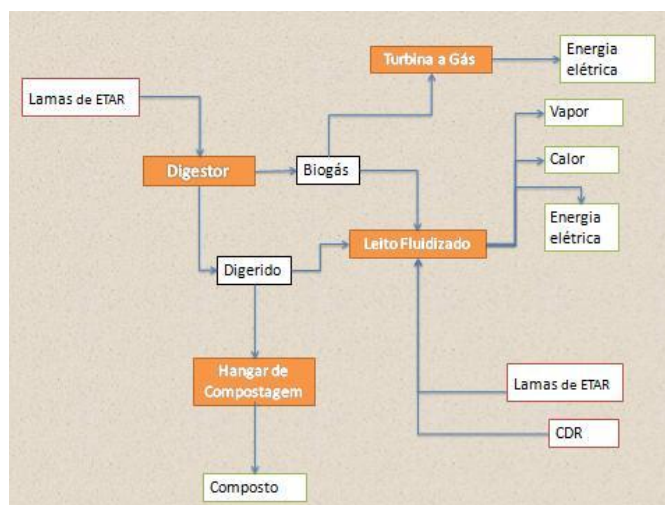 Turbina a Gás
Energia
elétrica
Lamas de ETAR
Vapor
Digestor
Biogás
Calor
Energia
elétrica
Leito Fluidizado
Digerido
Hangar de
Compostagem
Lamas de ETAR
CDR
Composto